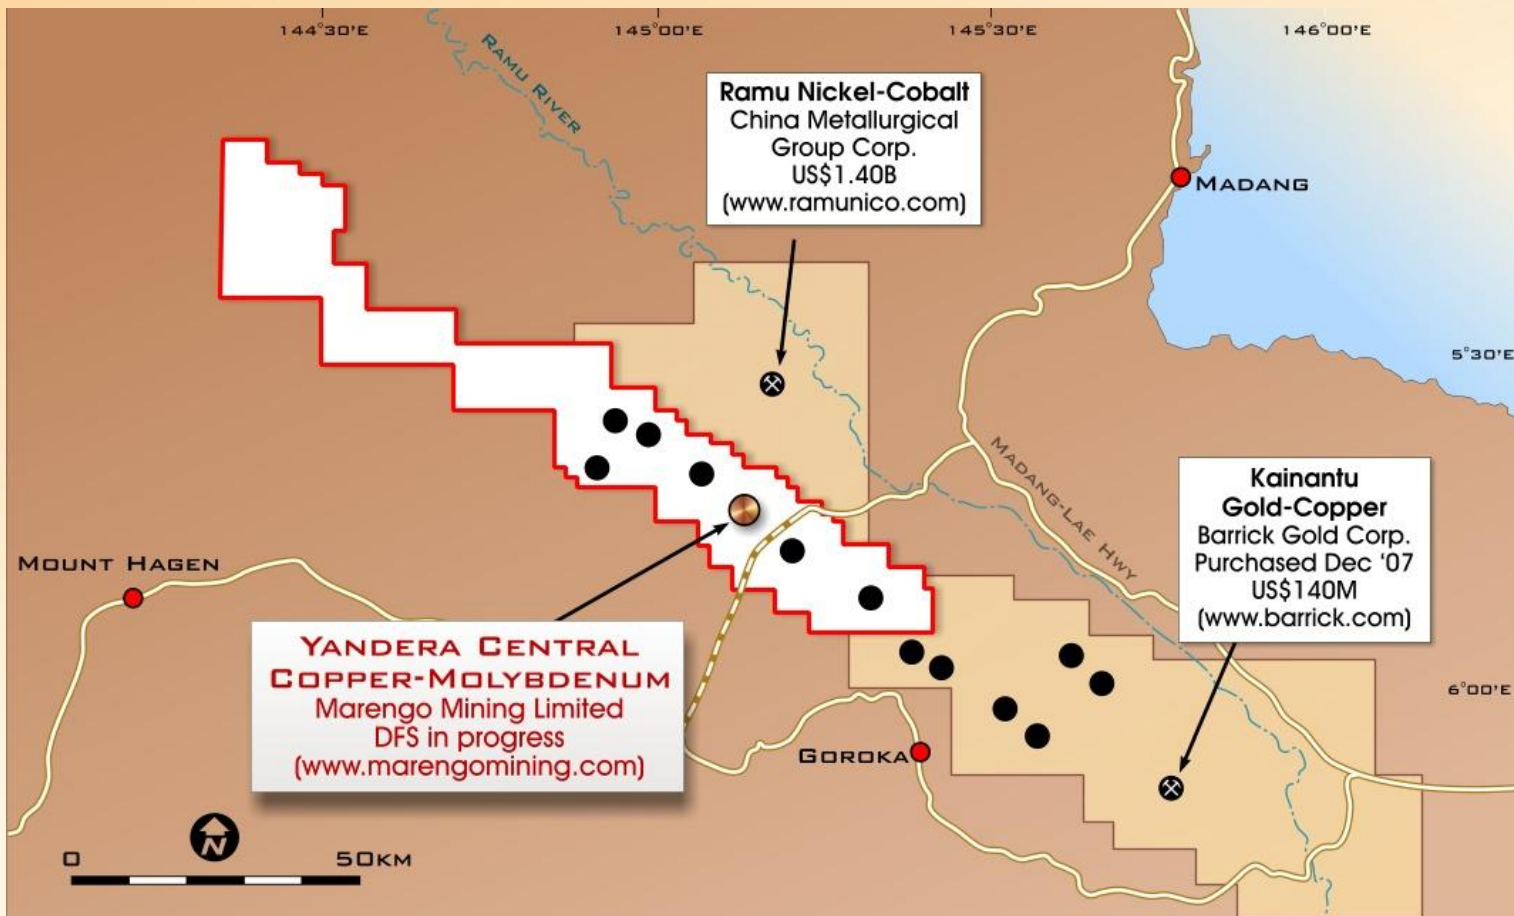 144°30'E
145°00'E
145°30'E
146°00'E
RAMU RIVER
Ramu Nickel-Cobalt
China Metallurgical
Group Corp.
US$1.40B
(www.ramunico.com)
MADANG
5°30'E
MADANG-LAE HWY
Kainantu
Gold-Copper
Barrick Gold Corp.
Purchased Dec '07
US$140M
(www.barrick.com)
MOUNT HAGEN
YANDERA CENTRAL
COPPER-MOLYBDENUM
Marengo Mining Limited
DFS in progress
(www.marengomining.com)
6°00'E
GOROKA
N
0 50KM